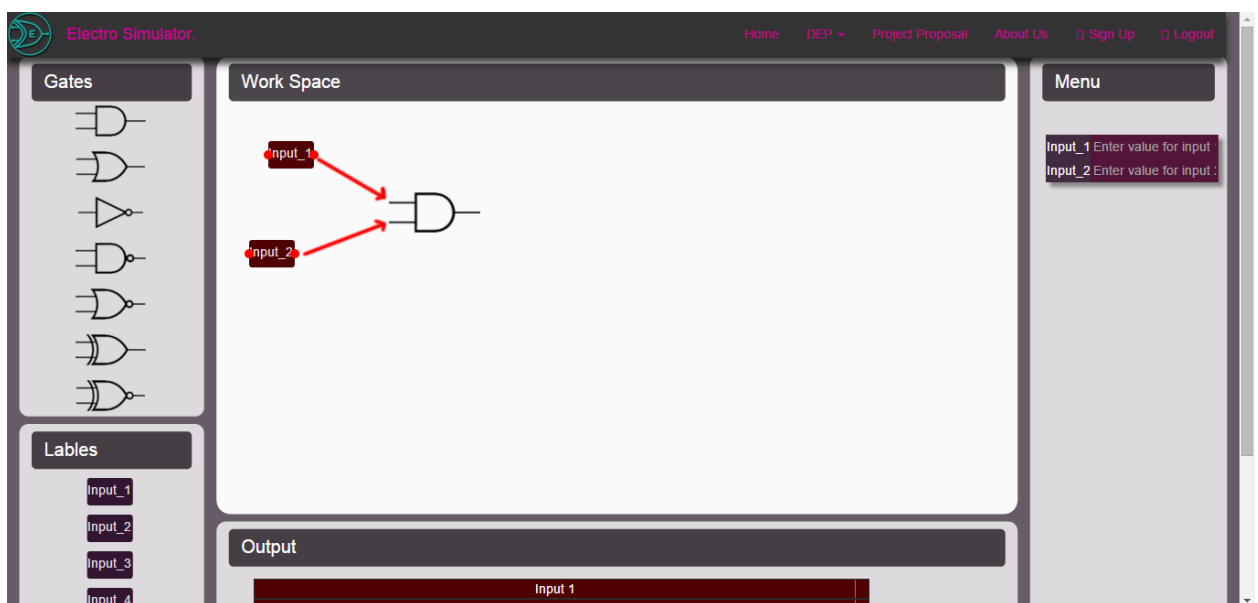 E
Electro Simulator.
Home DEP Project Proposal About Us Sign Up Logout
Gates
Work Space
Menu
Input_1
Input_2
Input_1 Enter value for input
Input_2 Enter value for input
Lables
Input_1
Input_2
Input_3
Input_4
Output
Input 1